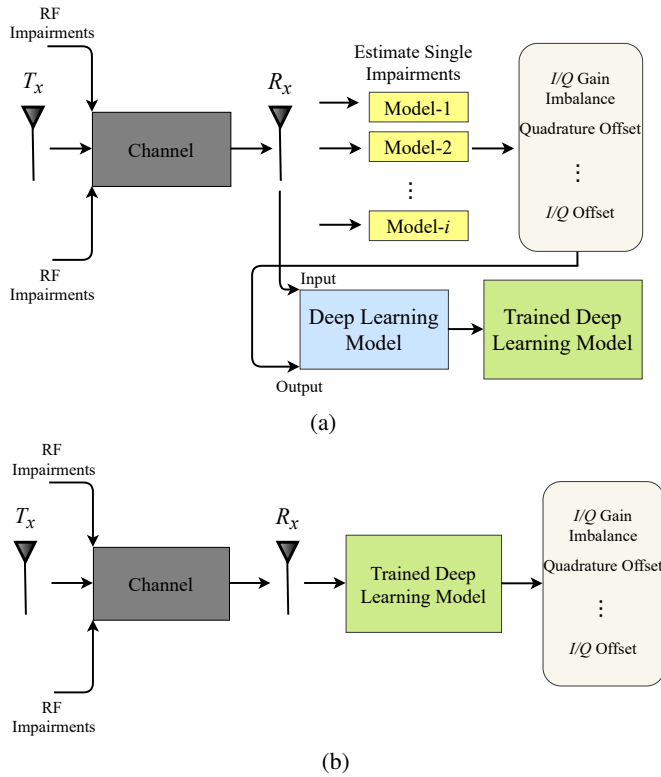 RF
Impairments
Tx
Rx
Estimate Single
Impairments
Model-1
Model-2
⋮
Model-i
Channel
I/Q Gain
Imbalance
Quadrature Offset
⋮
I/Q Offset
RF
Impairments
Input
Deep Learning
Model
Output
Trained Deep
Learning Model
(a)
RF
Impairments
Tx
Rx
Channel
Trained Deep
Learning Model
I/Q Gain
Imbalance
Quadrature Offset
⋮
I/Q Offset
RF
Impairments
(b)